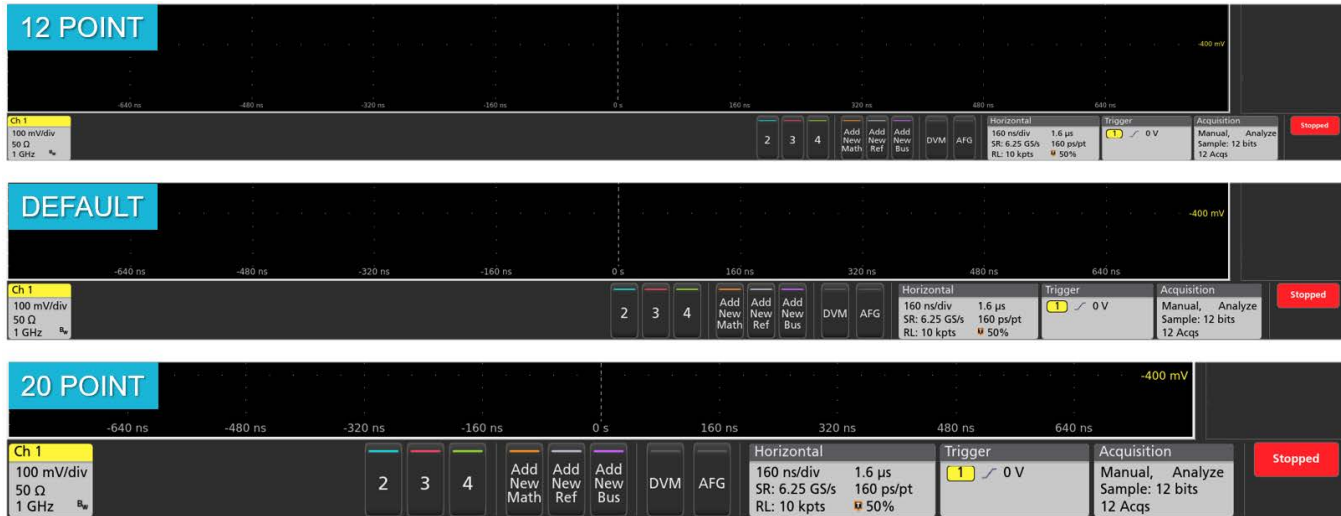 12 POINT
-400 mV
-640 ns -480 ns -320 ns -160 ns 0 s 160 ns 320 ns 480 ns 640 ns
Ch 1
100 mV/div
50 Ω
1 GHz Bw
2 3 4
Add New Math
Add New Ref
Add New Bus
DVM AFG
Horizontal
160 ns/div 1.6 µs
SR: 6.25 GS/s 160 ps/pt
RL: 10 kpts 50%
Trigger
1 0 V
Acquisition
Manual, Analyze
Sample: 12 bits
12 Acqs
Stopped
DEFAULT
-400 mV
-640 ns -480 ns -320 ns -160 ns 0 s 160 ns 320 ns 480 ns 640 ns
Ch 1
100 mV/div
50 Ω
1 GHz Bw
2 3 4
Add New Math
Add New Ref
Add New Bus
DVM AFG
Horizontal
160 ns/div 1.6 µs
SR: 6.25 GS/s 160 ps/pt
RL: 10 kpts 50%
Trigger
1 0 V
Acquisition
Manual, Analyze
Sample: 12 bits
12 Acqs
Stopped
20 POINT
-400 mV
-640 ns -480 ns -320 ns -160 ns 0 s 160 ns 320 ns 480 ns 640 ns
Ch 1
100 mV/div
50 Ω
1 GHz Bw
2 3 4
Add New Math
Add New Ref
Add New Bus
DVM AFG
Horizontal
160 ns/div 1.6 µs
SR: 6.25 GS/s 160 ps/pt
RL: 10 kpts 50%
Trigger
1 0 V
Acquisition
Manual, Analyze
Sample: 12 bits
12 Acqs
Stopped